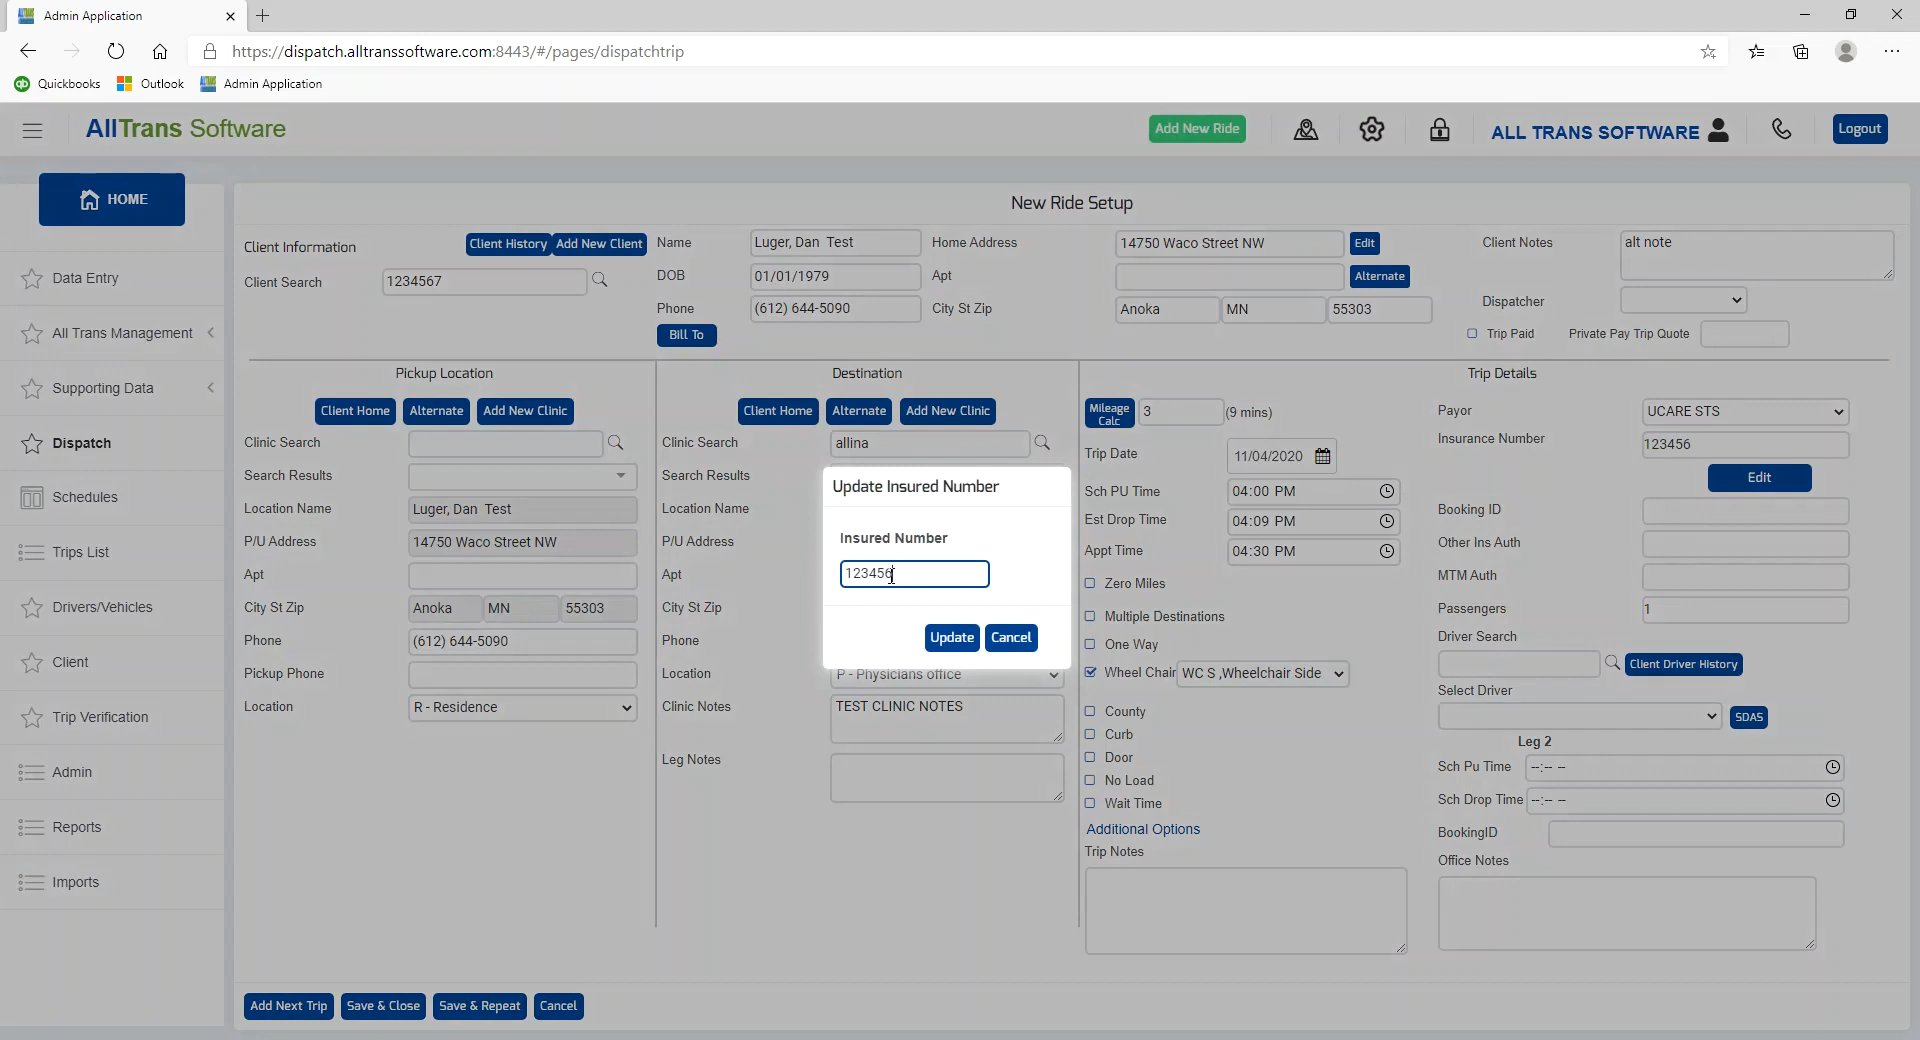 Admin Application
https://dispatch.alltranssoftware.com:8443/#/pages/dispatchtrip
Quickbooks Outlook Admin Application
AllTrans Software Add New Ride ALL TRANS SOFTWARE Logout
HOME
Data Entry
All Trans Management
Supporting Data
Dispatch
Schedules
Trips List
Drivers/Vehicles
Client
Trip Verification
Admin
Reports
Imports
New Ride Setup
Client Information Client History Add New Client
Client Search 1234567
Name Luger, Dan Test
DOB 01/01/1979
Phone (612) 644-5090
Bill To
Home Address 14750 Waco Street NW Edit
Apt Alternate
City St Zip Anoka MN 55303
Client Notes alt note
Dispatcher
Trip Paid Private Pay Trip Quote
Pickup Location
Client Home Alternate Add New Clinic
Clinic Search
Search Results
Location Name Luger, Dan Test
P/U Address 14750 Waco Street NW
Apt
City St Zip Anoka MN 55303
Phone (612) 644-5090
Pickup Phone
Location R - Residence
Destination
Client Home Alternate Add New Clinic
Clinic Search allina
Search Results
Location Name
P/U Address
Apt
City St Zip
Phone
Location P - Physicians office
Clinic Notes TEST CLINIC NOTES
Leg Notes
Update Insured Number
Insured Number
123456
Update Cancel
Trip Details
Mileage Calc 3 (9 mins)
Trip Date 11/04/2020
Sch PU Time 04:00 PM
Est Drop Time 04:09 PM
Appt Time 04:30 PM
Zero Miles
Multiple Destinations
One Way
Wheel Chair WC S ,Wheelchair Side
County
Curb
Door
No Load
Wait Time
Additional Options
Trip Notes
Payor UCARE STS
Insurance Number 123456
Edit
Booking ID
Other Ins Auth
MTM Auth
Passengers 1
Driver Search
Client Driver History
Select Driver
SDAS
Leg 2
Sch Pu Time --:-- --
Sch Drop Time --:-- --
BookingID
Office Notes
Add Next Trip Save & Close Save & Repeat Cancel